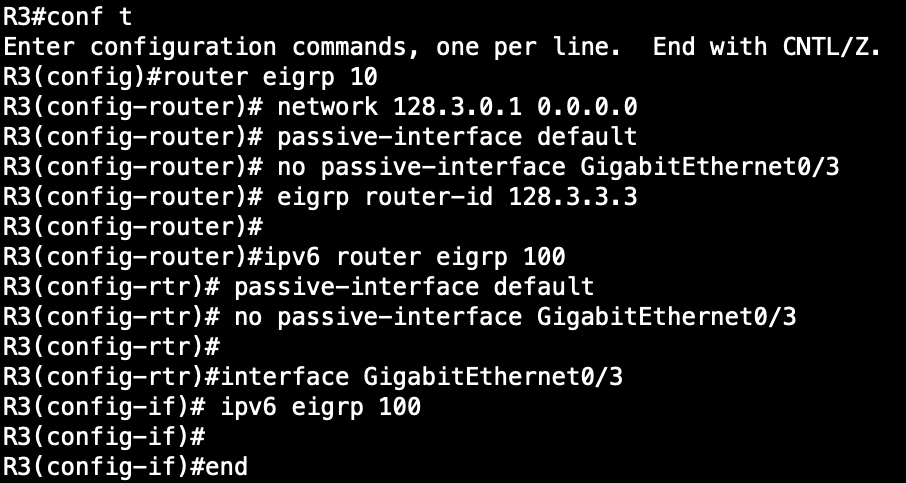 R3#conf t
Enter configuration commands, one per line.  End with CNTL/Z.
R3(config)#router eigrp 10
R3(config-router)# network 128.3.0.1 0.0.0.0
R3(config-router)# passive-interface default
R3(config-router)# no passive-interface GigabitEthernet0/3
R3(config-router)# eigrp router-id 128.3.3.3
R3(config-router)#
R3(config-router)#ipv6 router eigrp 100
R3(config-rtr)# passive-interface default
R3(config-rtr)# no passive-interface GigabitEthernet0/3
R3(config-rtr)#
R3(config-rtr)#interface GigabitEthernet0/3
R3(config-if)# ipv6 eigrp 100
R3(config-if)#
R3(config-if)#end